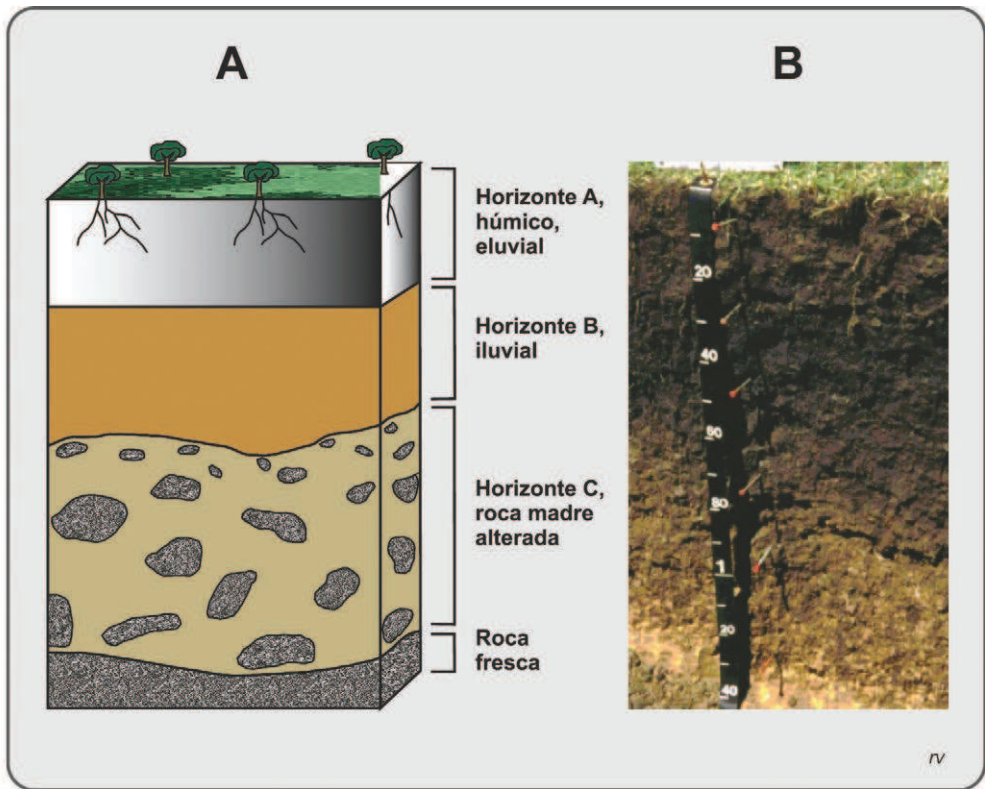 A
B
Horizonte A,
húmico,
eluvial
Horizonte B,
iluvial
Horizonte C,
roca madre
alterada
Roca
fresca
20
40
60
80
1
20
40
rv